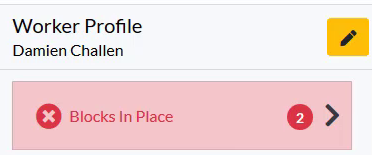 Worker Profile
Damien Challen
Blocks In Place 2